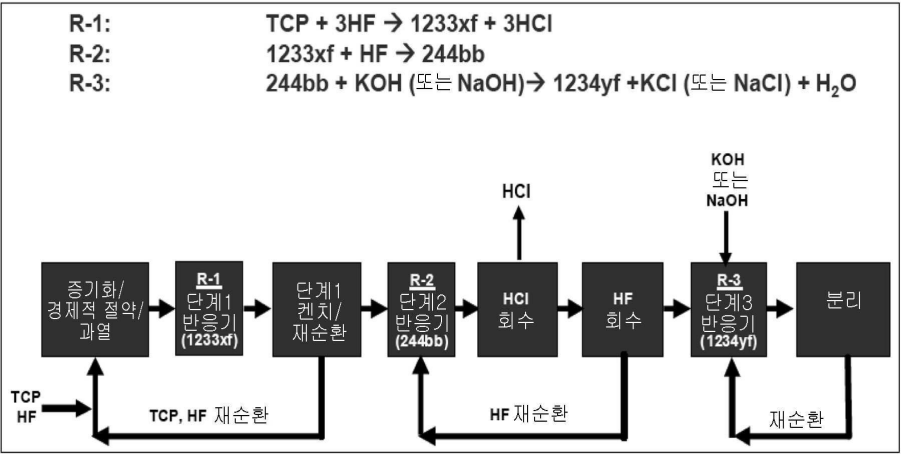 R-1: TCP + 3HF → 1233xf + 3HCl
R-2: 1233xf + HF → 244bb
R-3: 244bb + KOH (또는 NaOH)→ 1234yf +KCl (또는 NaCl) + H₂O
KOH
또는
NaOH
HCl
증기화/
경제적 절약/
과열
R-1
단계1
반응기
(1233xf)
단계1
켄치/
재순환
R-2
단계2
반응기
(244bb)
HCl
회수
HF
회수
R-3
단계3
반응기
(1234yf)
분리
TCP
HF
TCP, HF 재순환
HF 재순환
재순환